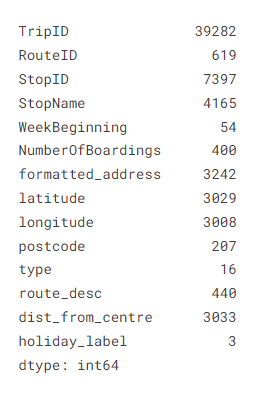 TripID 39282
RouteID 619
StopID 7397
StopName 4165
WeekBeginning 54
NumberOfBoardings 400
formatted_address 3242
latitude 3029
longitude 3008
postcode 207
type 16
route_desc 440
dist_from_centre 3033
holiday_label 3
dtype: int64